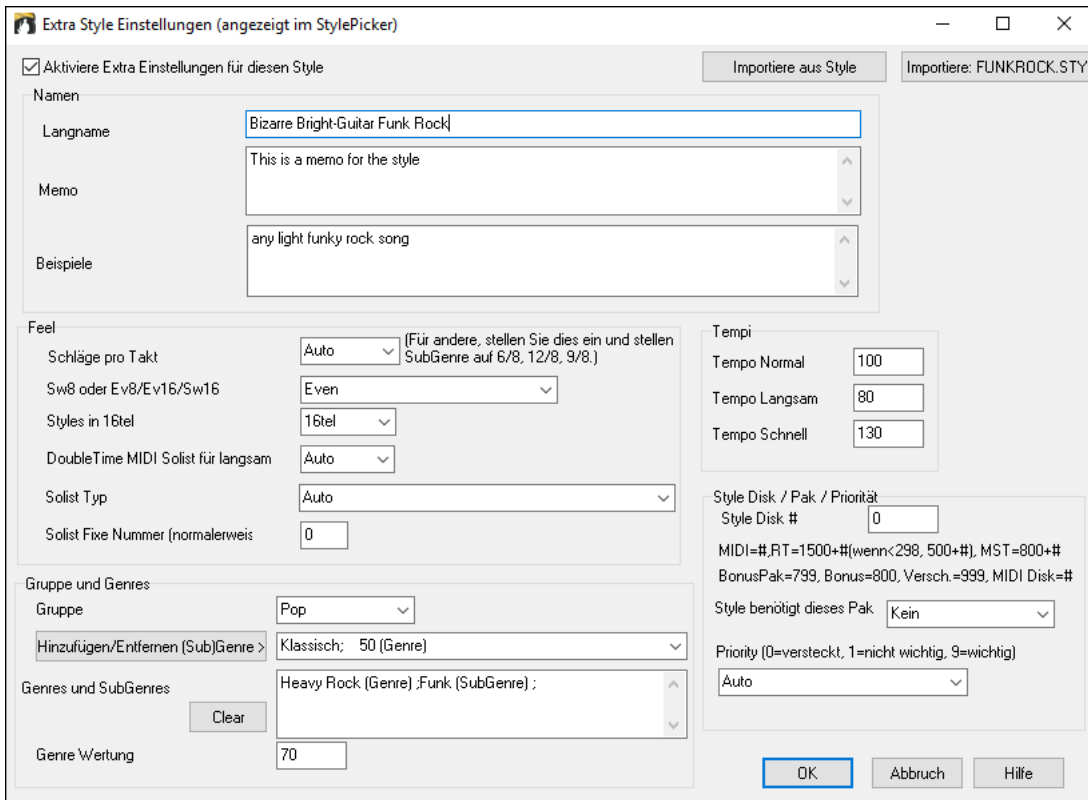 Extra Style Einstellungen (angezeigt im StylePicker)
Aktiviere Extra Einstellungen für diesen Style
Importiere aus Style
Importiere: FUNKROCK.STY
Namen
Langname
Bizarre Bright-Guitar Funk Rock
Memo
This is a memo for the style
Beispiele
any light funky rock song
Feel
Schläge pro Takt
Auto
(Für andere, stellen Sie dies ein und stellen
SubGenre auf 6/8, 12/8, 9/8.)
Sw8 oder Ev8/Ev16/Sw16
Even
Styles in 16tel
16tel
DoubleTime MIDI Solist für langsam
Auto
Solist Typ
Auto
Solist Fixe Nummer (normalerweis
0
Tempi
Tempo Normal
100
Tempo Langsam
80
Tempo Schnell
130
Style Disk / Pak / Priorität
Style Disk #
0
MIDI=#,RT=1500+#(wenn<298, 500+#), MST=800+#
BonusPak=799, Bonus=800, Versch.=999, MIDI Disk=#
Style benötigt dieses Pak
Kein
Priority (0=versteckt, 1=nicht wichtig, 9=wichtig)
Auto
Gruppe und Genres
Gruppe
Pop
Hinzufügen/Entfernen (Sub)Genre >
Klassisch; 50 (Genre)
Genres und SubGenres
Heavy Rock (Genre) ;Funk (SubGenre) ;
Clear
Genre Wertung
70
OK
Abbruch
Hilfe